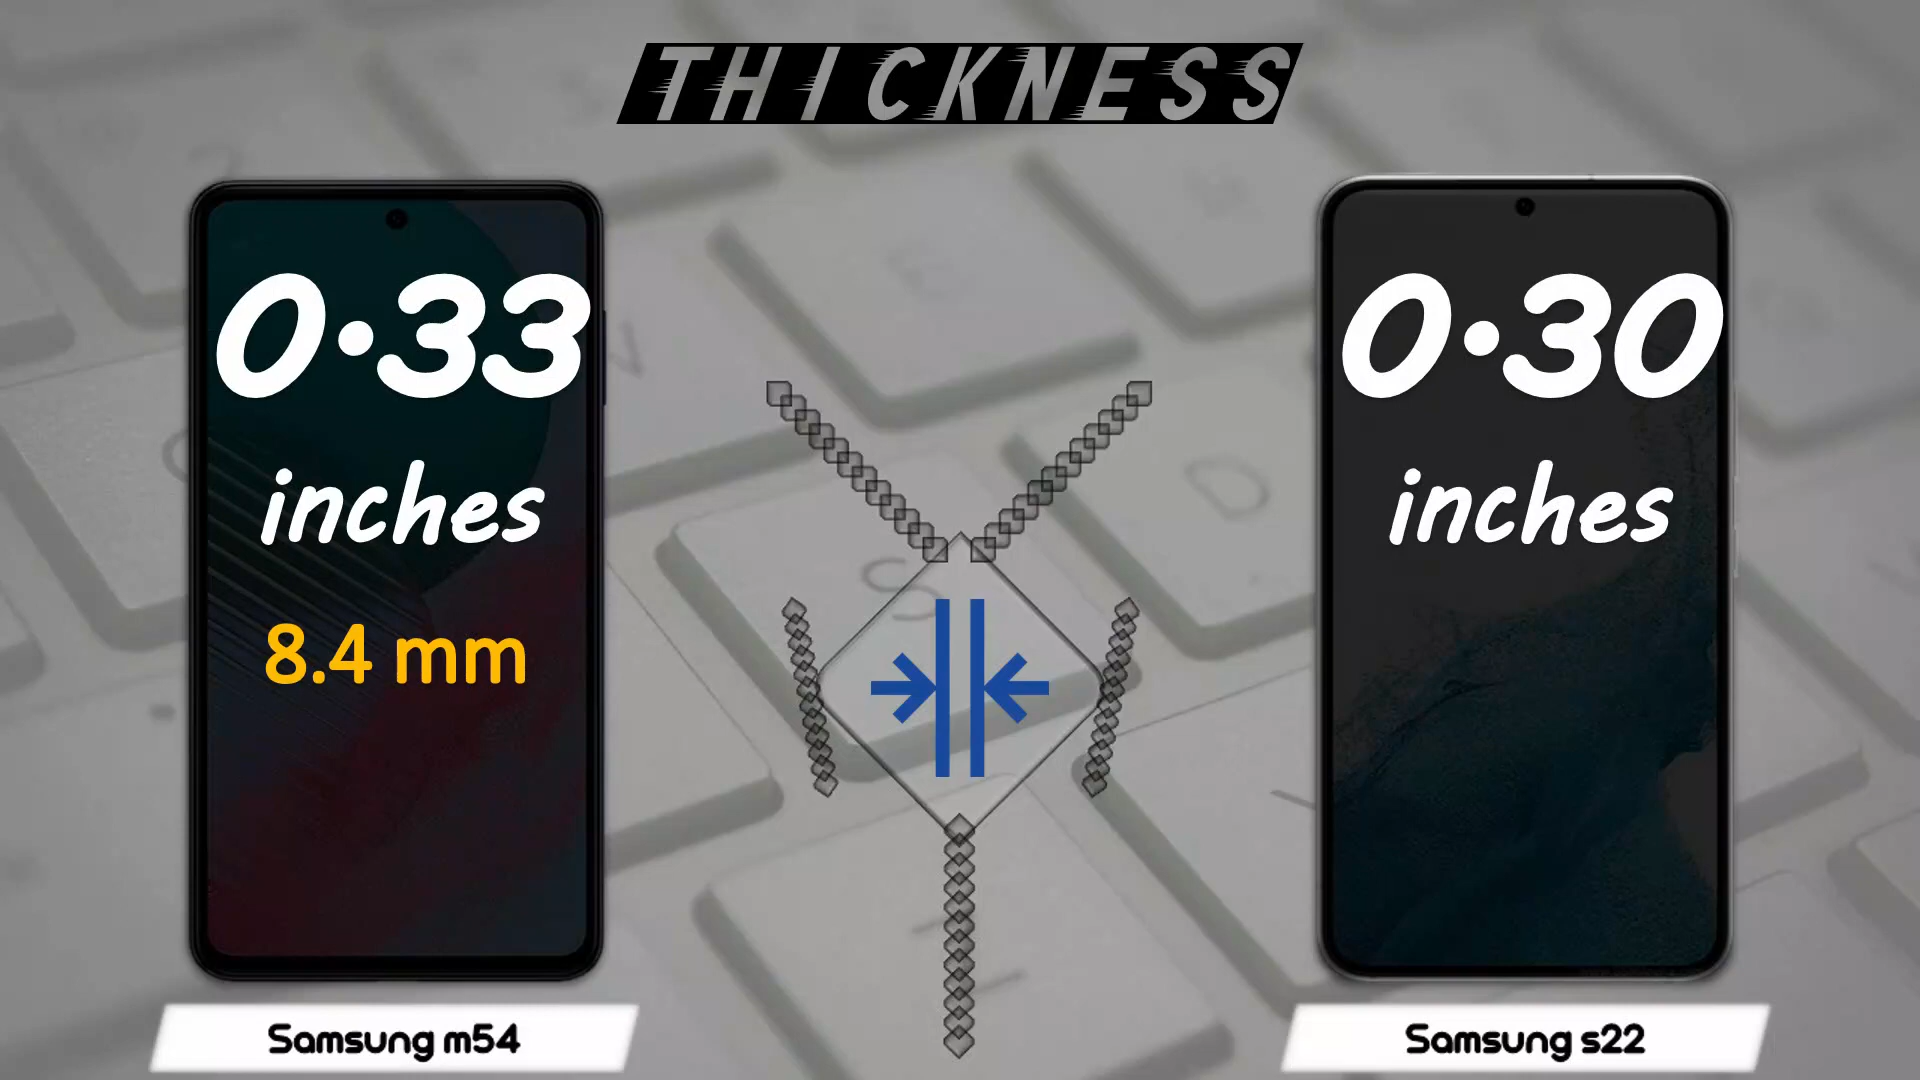 THICKNESS
0.33
inches
8.4 mm
0.30
inches
Samsung m54
Samsung s22